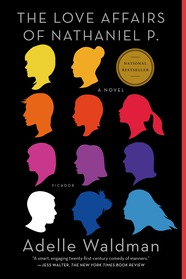 THE LOVE AFFAIRS
OF NATHANIEL P.
NATIONAL
BESTSELLER
A NOVEL
PICADOR
Adelle Waldman
"A smart, engaging twenty-first-century comedy of manners."
—JESS WALTER, THE NEW YORK TIMES BOOK REVIEW